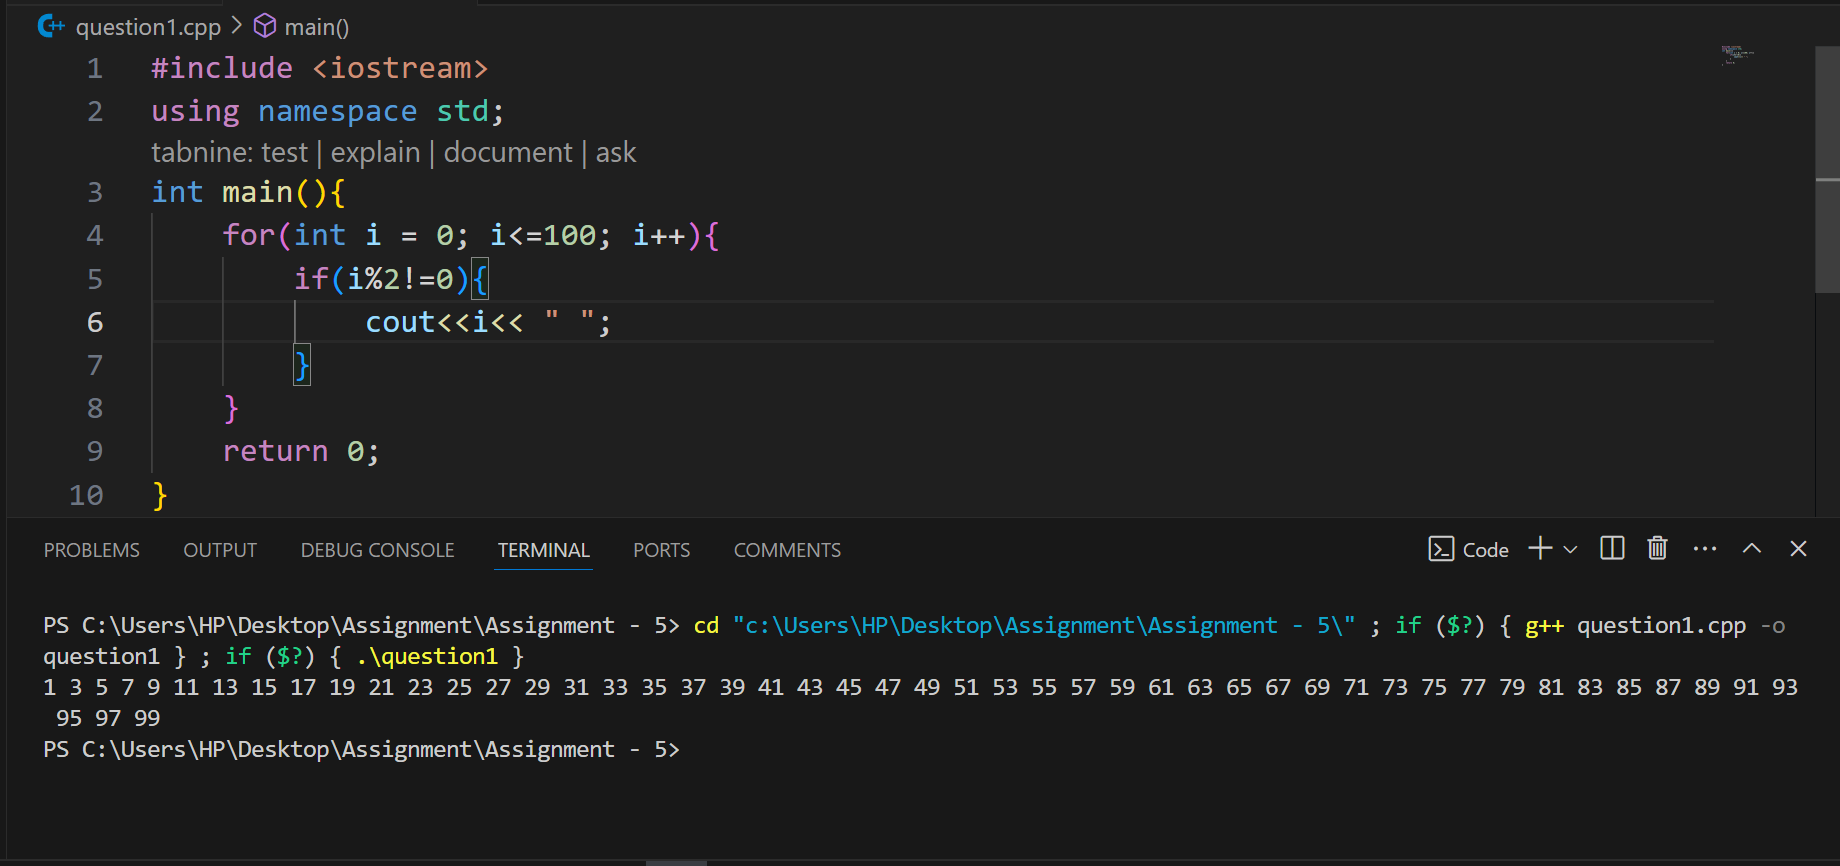 question1.cpp > main()
1 #include <iostream>
2 using namespace std;
tabnine: test | explain | document | ask
3 int main(){
4 for(int i = 0; i<=100; i++){
5 if(i%2!=0){
6 cout<<i<< " ";
7 }
8 }
9 return 0;
10 }
PROBLEMS OUTPUT DEBUG CONSOLE TERMINAL PORTS COMMENTS Code
PS C:\Users\HP\Desktop\Assignment\Assignment - 5> cd "c:\Users\HP\Desktop\Assignment\Assignment - 5\" ; if ($?) { g++ question1.cpp -o
question1 } ; if ($?) { .\question1 }
1 3 5 7 9 11 13 15 17 19 21 23 25 27 29 31 33 35 37 39 41 43 45 47 49 51 53 55 57 59 61 63 65 67 69 71 73 75 77 79 81 83 85 87 89 91 93
95 97 99
PS C:\Users\HP\Desktop\Assignment\Assignment - 5>